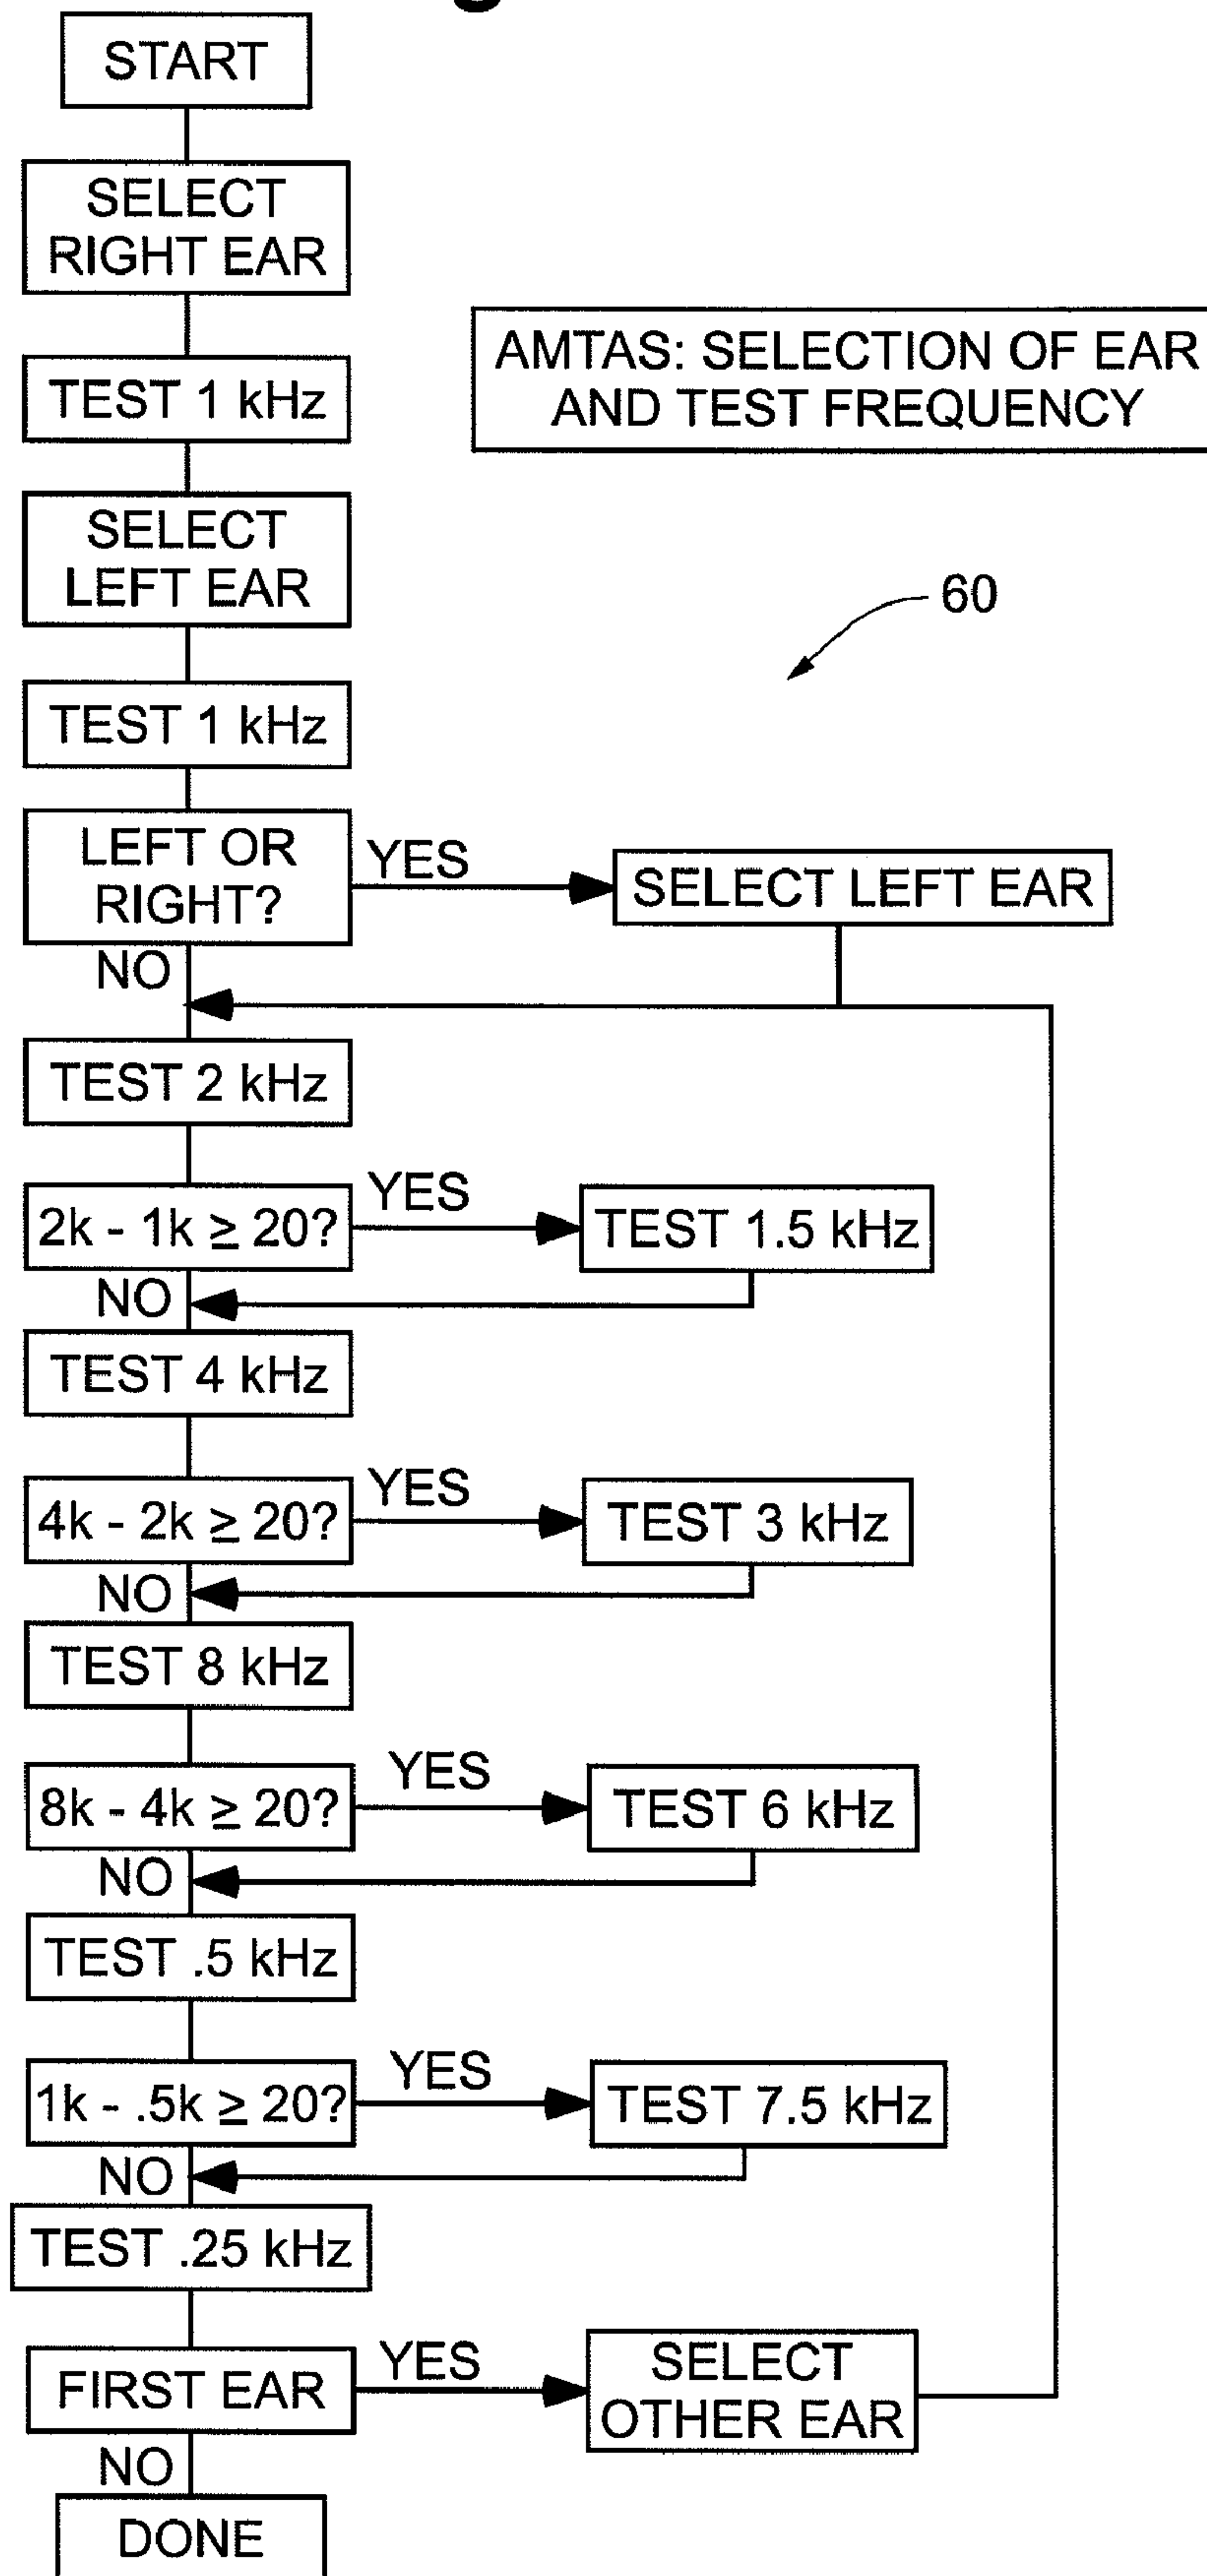 START
SELECT
RIGHT EAR
TEST 1 kHz
AMTAS: SELECTION OF EAR
AND TEST FREQUENCY
SELECT
LEFT EAR
60
TEST 1 kHz
LEFT OR
RIGHT?
YES
SELECT LEFT EAR
NO
TEST 2 kHz
2k - 1k ≥ 20?
YES
TEST 1.5 kHz
NO
TEST 4 kHz
4k - 2k ≥ 20?
YES
TEST 3 kHz
NO
TEST 8 kHz
8k - 4k ≥ 20?
YES
TEST 6 kHz
NO
TEST .5 kHz
1k - .5k ≥ 20?
YES
TEST 7.5 kHz
NO
TEST .25 kHz
FIRST EAR
YES
SELECT
OTHER EAR
NO
DONE